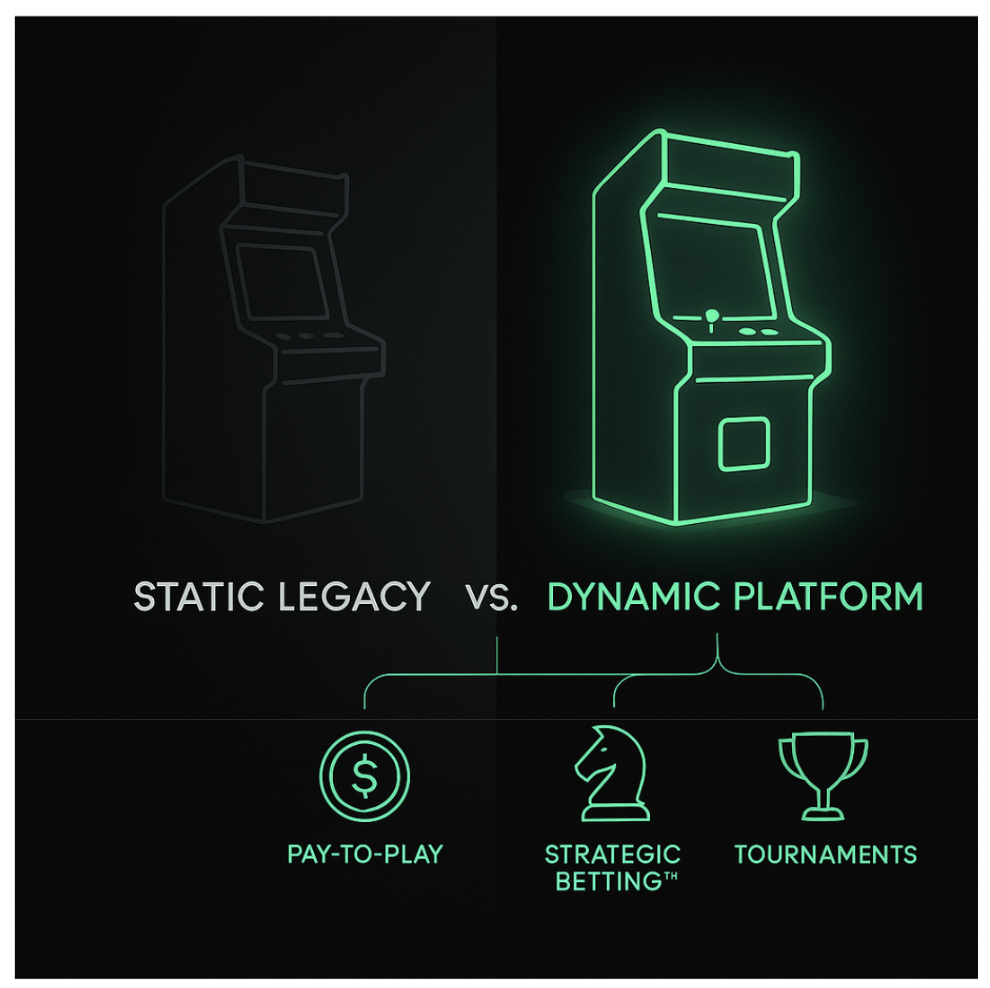 STATIC LEGACY VS. DYNAMIC PLATFORM
$
PAY-TO-PLAY
STRATEGIC
BETTING™
TOURNAMENTS